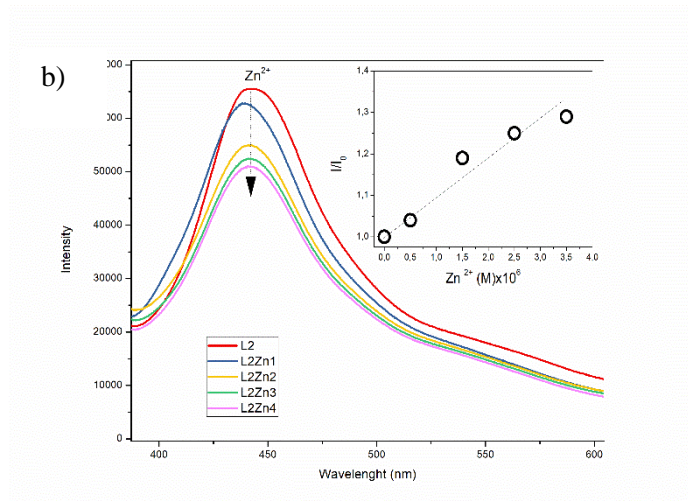 b)
Zn²⁺
0000
0000
50000
40000
30000
20000
10000
0
Intensity
400
450
500
550
600
Wavelenght (nm)
L2
L2Zn1
L2Zn2
L2Zn3
L2Zn4
1,4
1,3
1,2
1,1
1,0
I/I₀
0,0
0,5
1,0
1,5
2,0
2,5
3,0
3,5
4,0
Zn ²⁺ (M)x10⁶